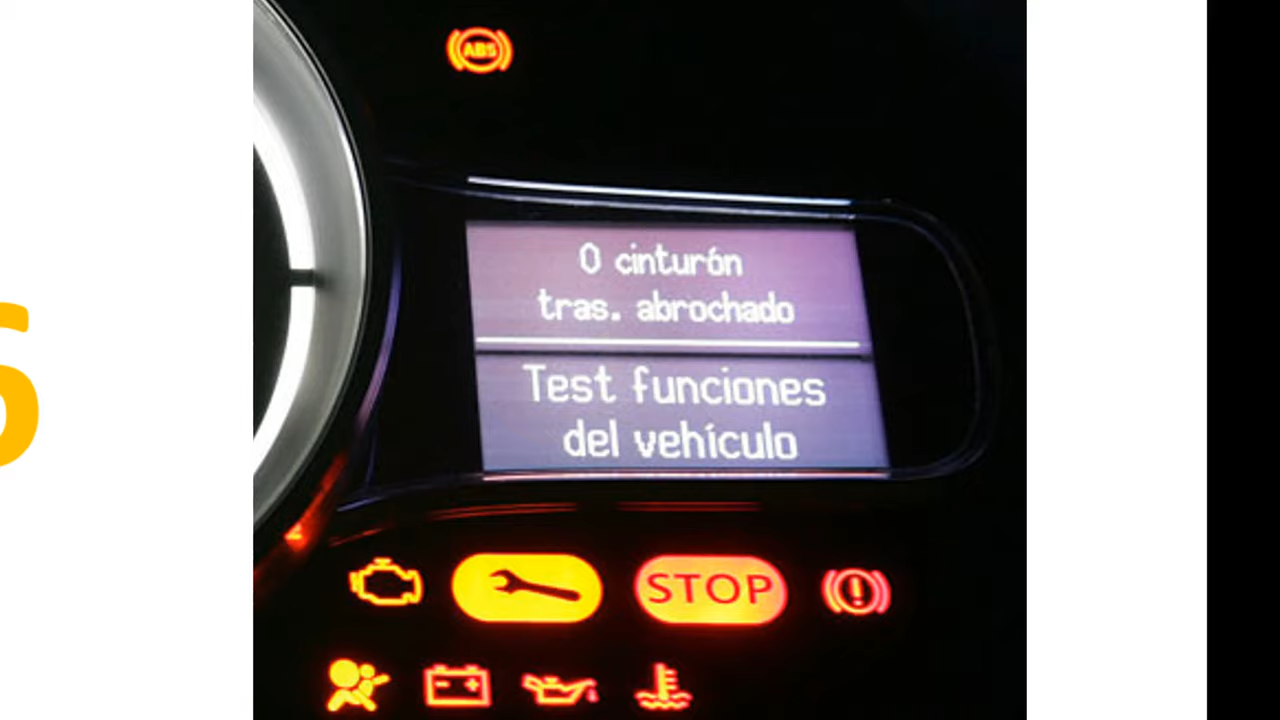 ABS
0 cinturón
tras. abrochado
Test funciones
del vehículo
STOP